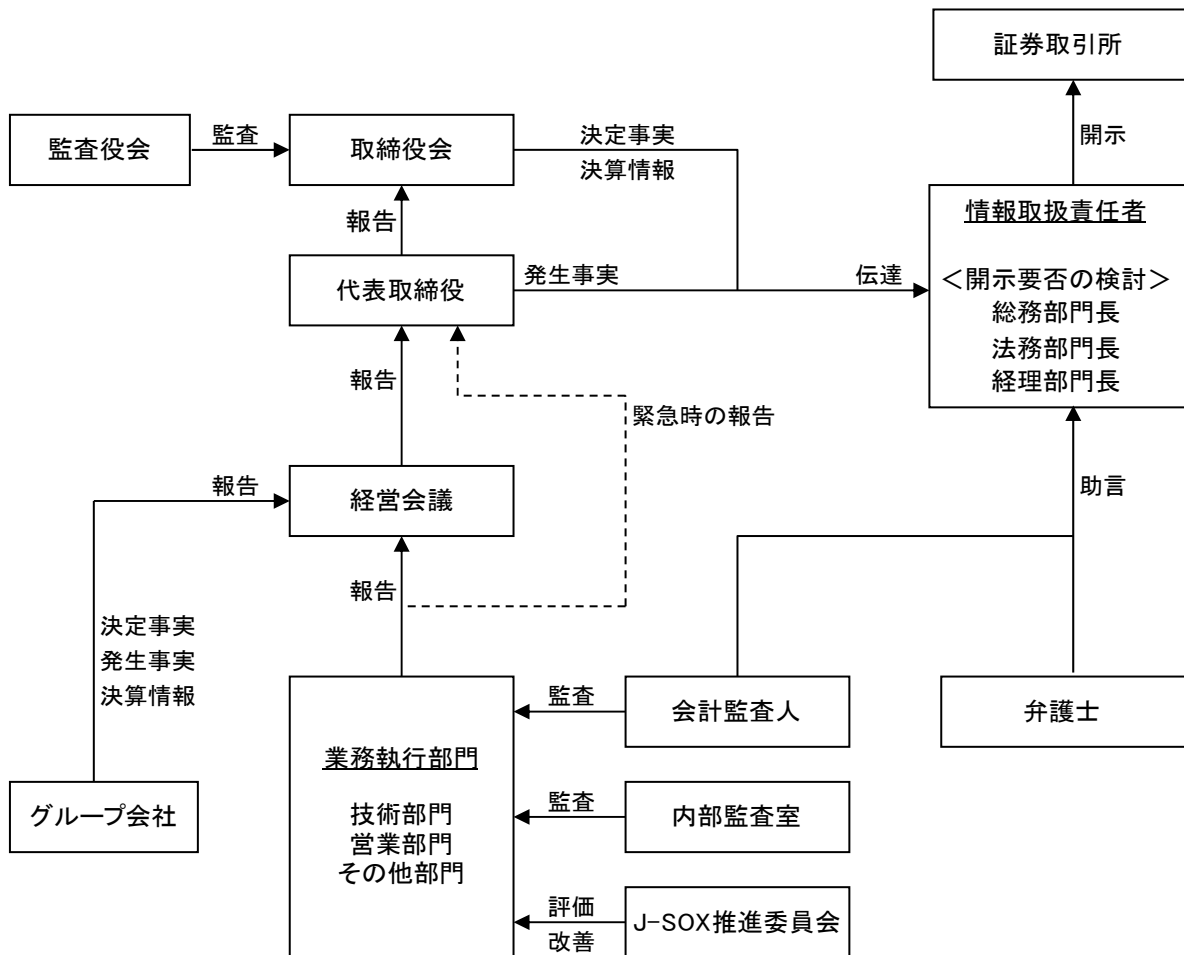 証券取引所
開示
監査役会
監査
取締役会
決定事実
決算情報
報告
情報取扱責任者
<開示要否の検討>
総務部門長
法務部門長
経理部門長
代表取締役
発生事実
伝達
報告
緊急時の報告
報告
経営会議
助言
報告
決定事実
発生事実
決算情報
グループ会社
業務執行部門
技術部門
営業部門
その他部門
監査
会計監査人
弁護士
監査
内部監査室
評価
改善
J-SOX推進委員会